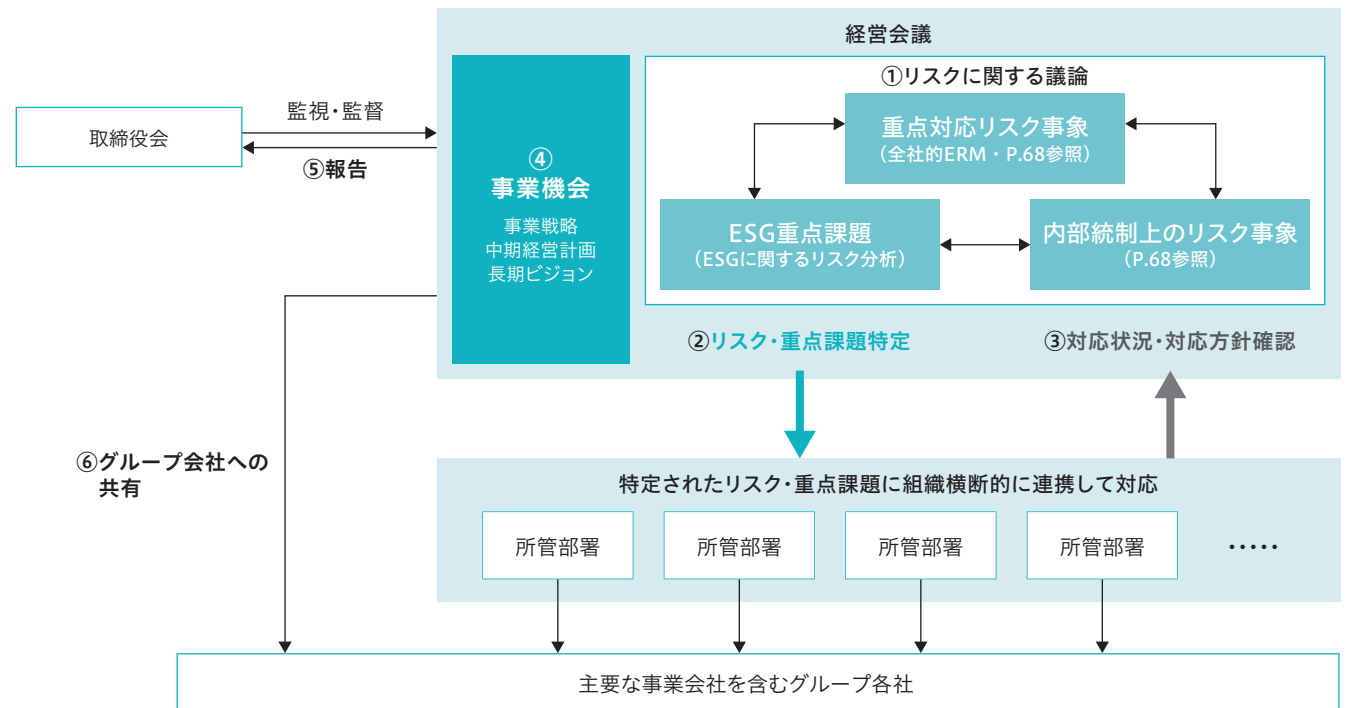 経営会議
取締役会
監視・監督
⑤報告
④
事業機会
事業戦略
中期経営計画
長期ビジョン
①リスクに関する議論
重点対応リスク事象
（全社的ERM・P.68参照）
ESG重点課題
（ESGに関するリスク分析）
内部統制上のリスク事象
（P.68参照）
②リスク・重点課題特定
③対応状況・対応方針確認
⑥グループ会社への
共有
特定されたリスク・重点課題に組織横断的に連携して対応
所管部署
所管部署
所管部署
所管部署
·····
主要な事業会社を含むグループ各社